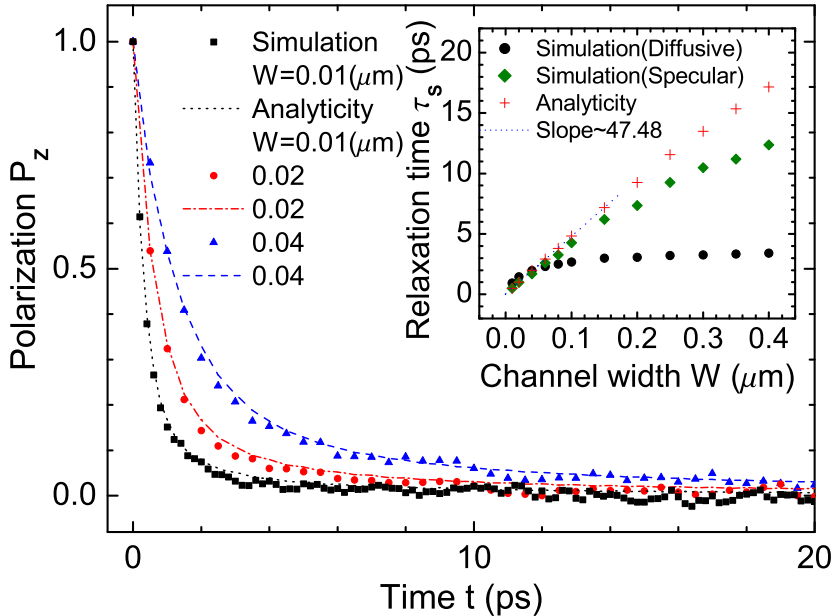 1.0
0.5
0.0
Polarization P_z
Simulation
W=0.01(μm)
Analyticity
W=0.01(μm)
0.02
0.02
0.04
0.04
0
10
20
Time t (ps)
20
15
10
5
0
Relaxation time τ_s (ps)
Simulation(Diffusive)
Simulation(Specular)
Analyticity
Slope~47.48
0.0
0.1
0.2
0.3
0.4
Channel width W (μm)